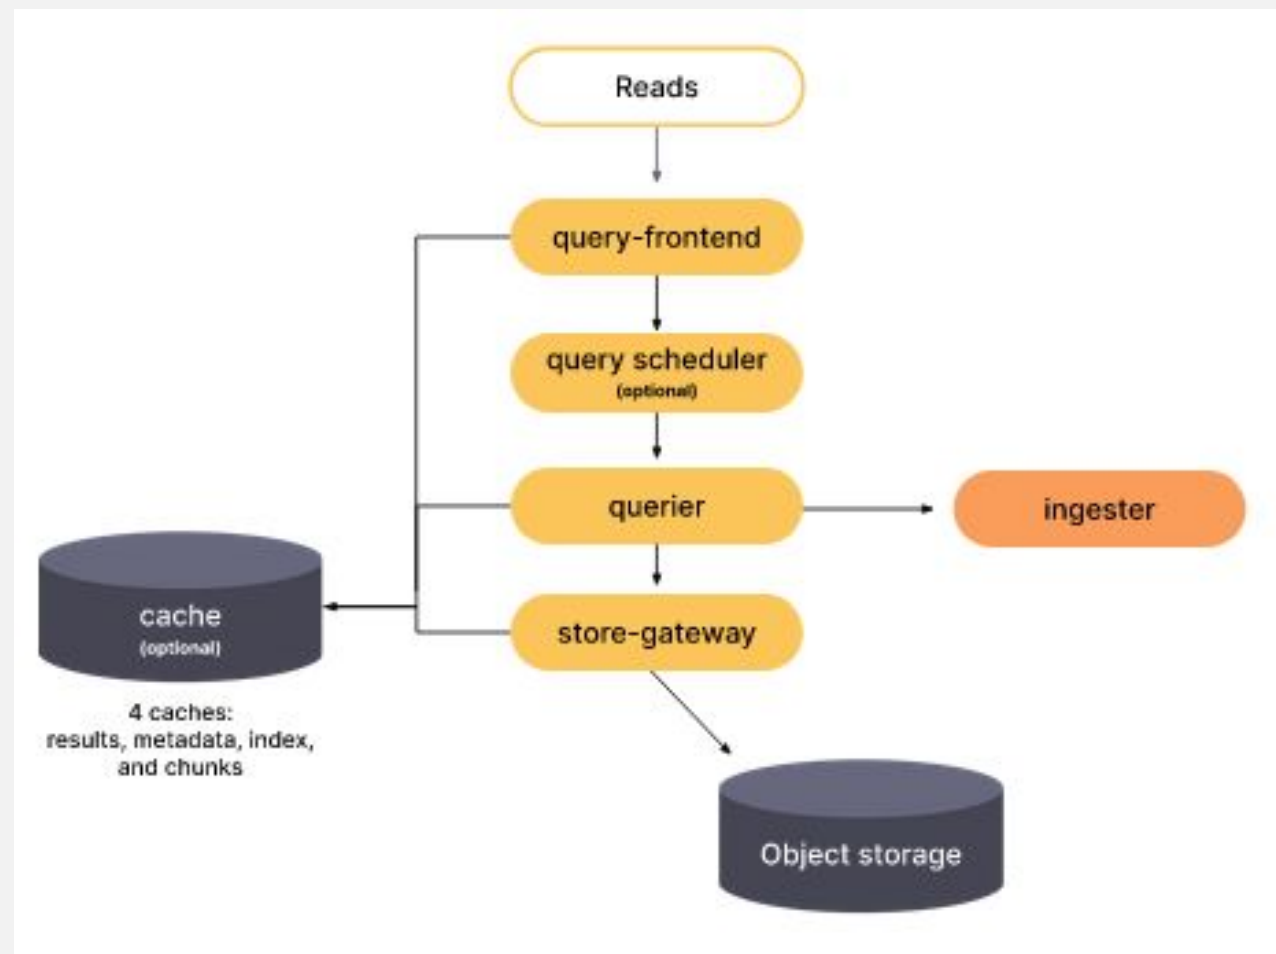 Reads
query-frontend
query scheduler
(optional)
querier
ingester
store-gateway
cache
(optional)
4 caches:
results, metadata, index,
and chunks
Object storage